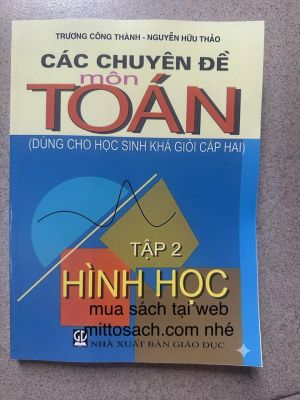 TRƯƠNG CÔNG THÀNH - NGUYỄN HỮU THẢO
CÁC CHUYÊN ĐỀ
môn
TOÁN
(DÙNG CHO HỌC SINH KHÁ GIỎI CẤP HAI)
TẬP 2
HÌNH HỌC
mua sách tại web
mittosach.com nhé
NHÀ XUẤT BẢN GIÁO DỤC